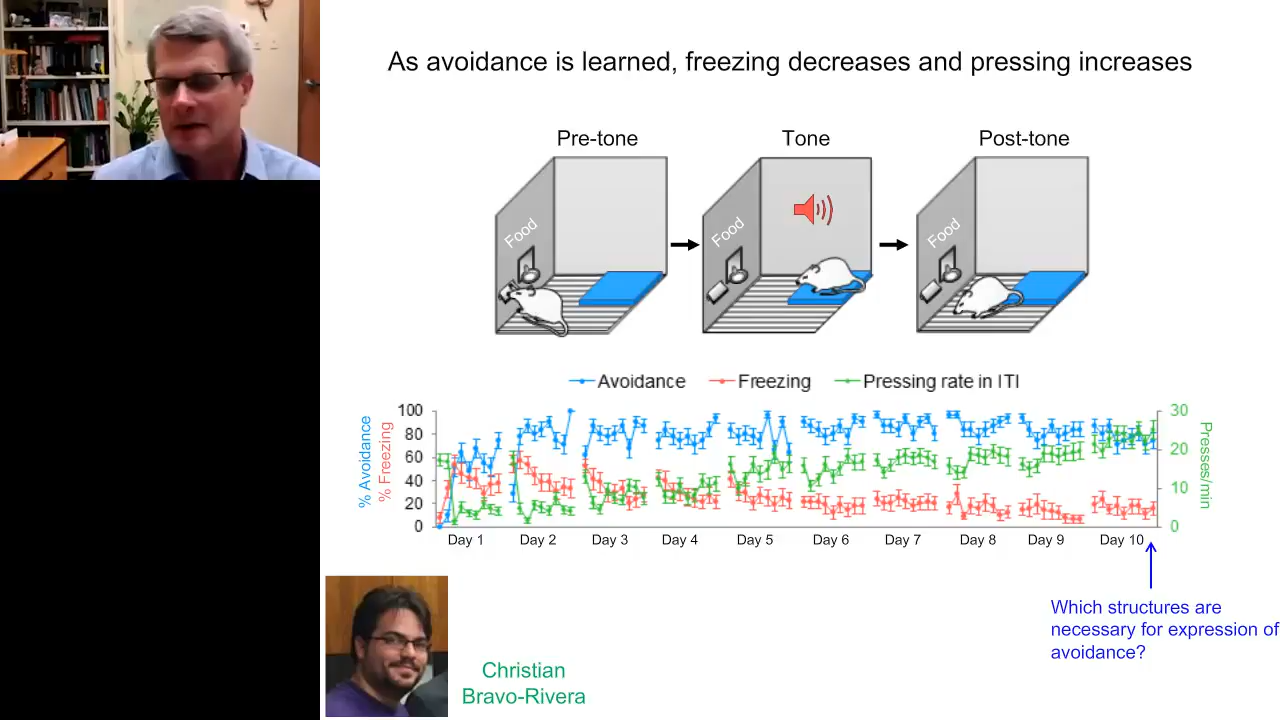 As avoidance is learned, freezing decreases and pressing increases
Pre-tone
Tone
Post-tone
Food
Food
Food
Avoidance
Freezing
Pressing rate in ITI
% Avoidance
% Freezing
100
80
60
40
20
0
30
20
10
0
Presses/min
Day 1
Day 2
Day 3
Day 4
Day 5
Day 6
Day 7
Day 8
Day 9
Day 10
Which structures are
necessary for expression of
avoidance?
Christian
Bravo-Rivera